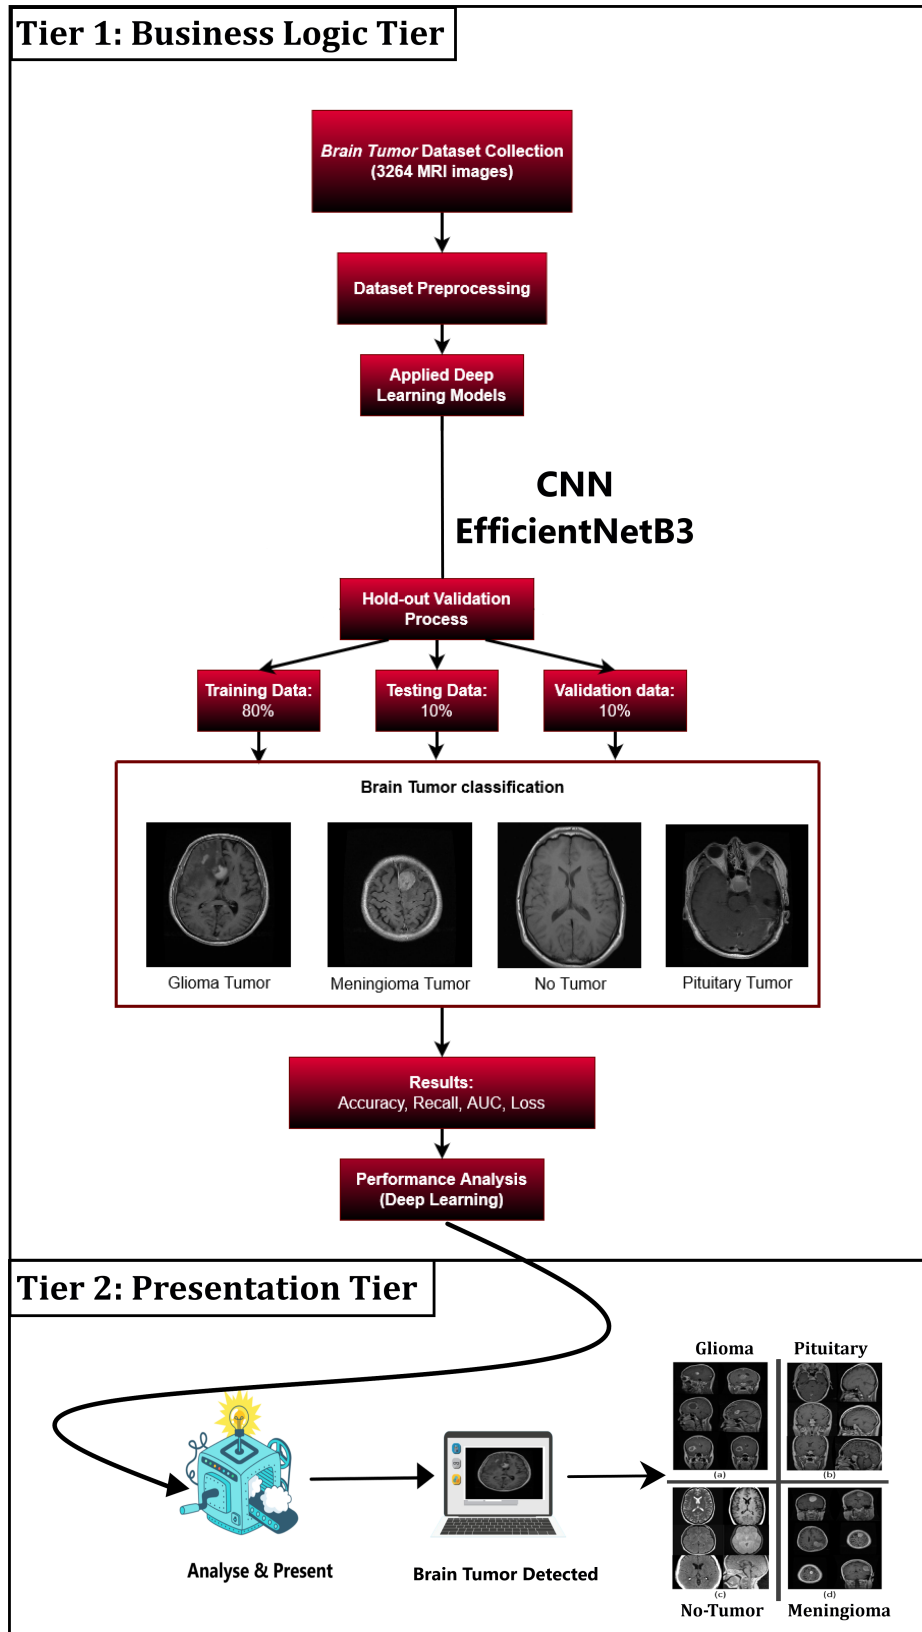 Tier 1: Business Logic Tier
Brain Tumor Dataset Collection
(3264 MRI images)
Dataset Preprocessing
Applied Deep
Learning Models
CNN
EfficientNetB3
Hold-out Validation
Process
Training Data:
80%
Testing Data:
10%
Validation data:
10%
Brain Tumor classification
Glioma Tumor
Meningioma Tumor
No Tumor
Pituitary Tumor
Results:
Accuracy, Recall, AUC, Loss
Performance Analysis
(Deep Learning)
Tier 2: Presentation Tier
Analyse & Present
Brain Tumor Detected
Glioma
Pituitary
(a)
(b)
(c)
(d)
No-Tumor
Meningioma